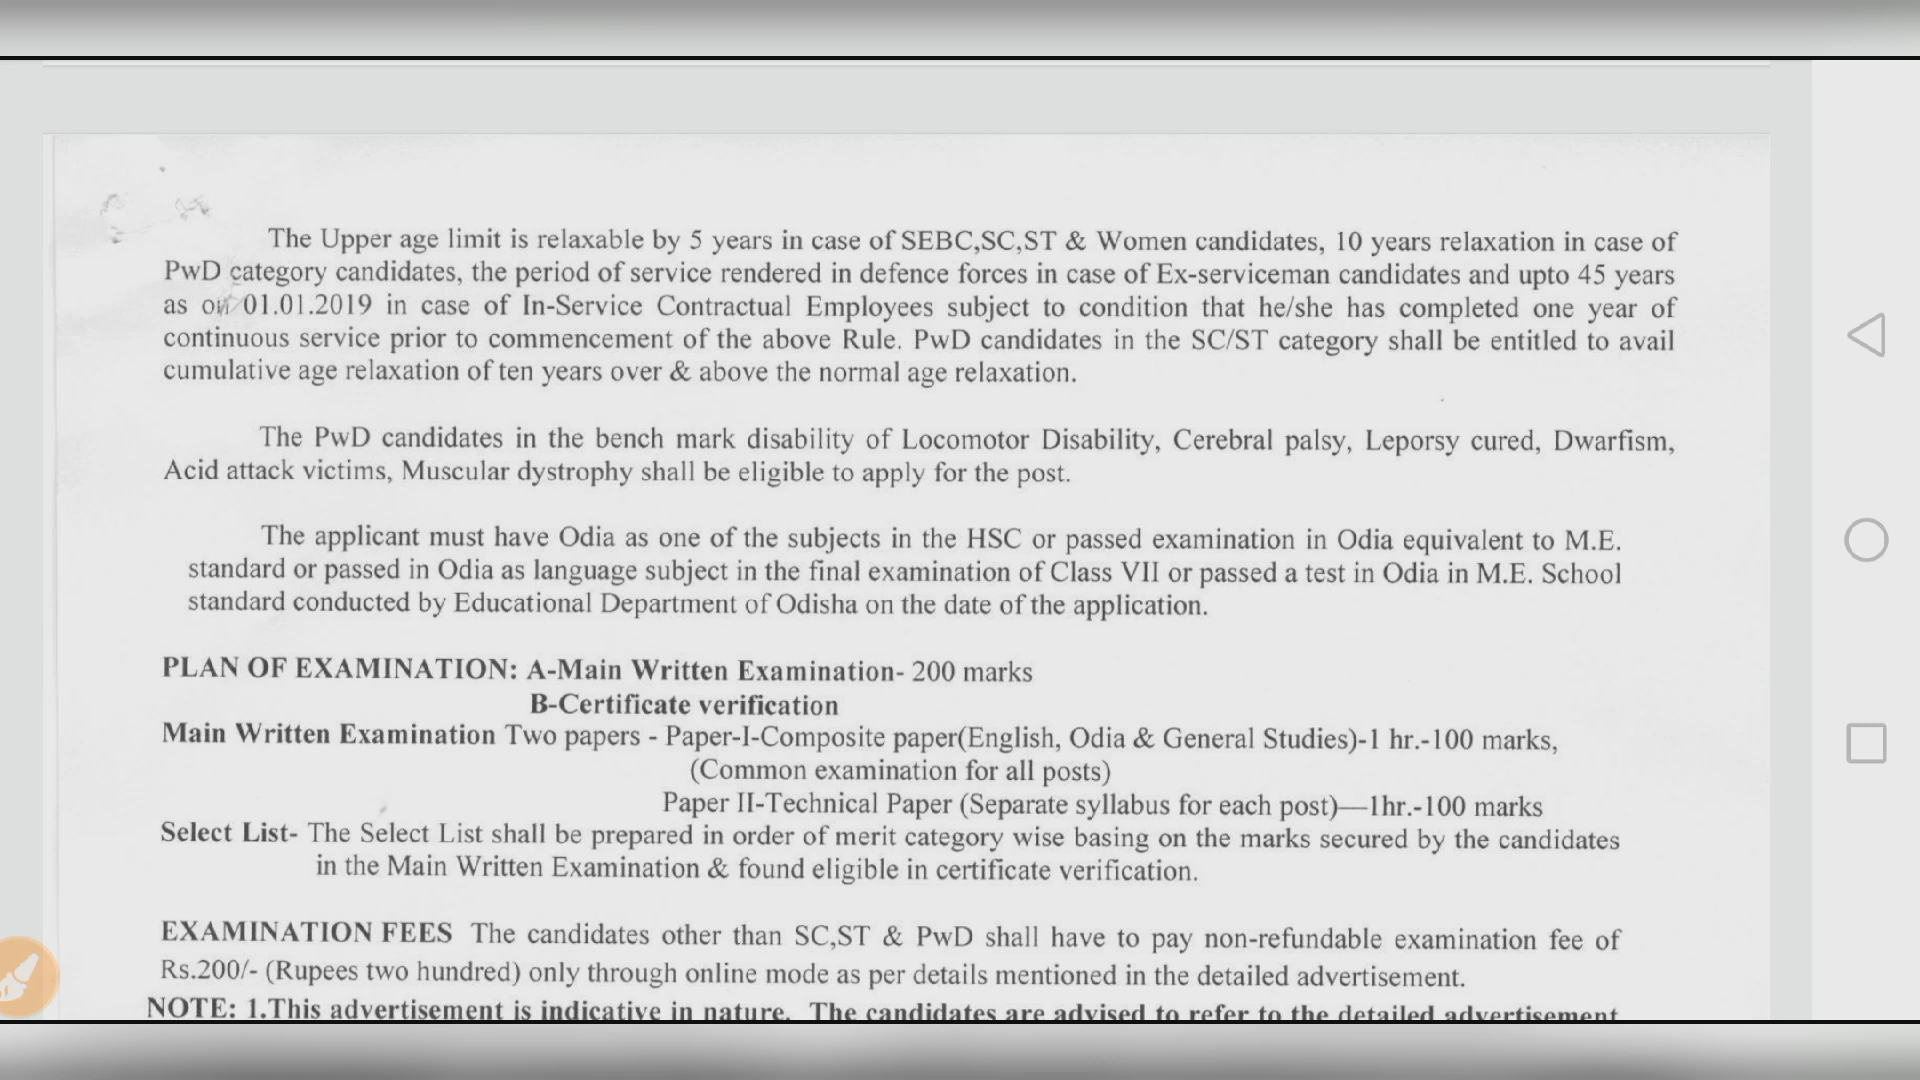 The Upper age limit is relaxable by 5 years in case of SEBC,SC,ST & Women candidates, 10 years relaxation in case of
PwD category candidates, the period of service rendered in defence forces in case of Ex-serviceman candidates and upto 45 years
as on 01.01.2019 in case of In-Service Contractual Employees subject to condition that he/she has completed one year of
continuous service prior to commencement of the above Rule. PwD candidates in the SC/ST category shall be entitled to avail
cumulative age relaxation of ten years over & above the normal age relaxation.
The PwD candidates in the bench mark disability of Locomotor Disability, Cerebral palsy, Leporsy cured, Dwarfism,
Acid attack victims, Muscular dystrophy shall be eligible to apply for the post.
The applicant must have Odia as one of the subjects in the HSC or passed examination in Odia equivalent to M.E.
standard or passed in Odia as language subject in the final examination of Class VII or passed a test in Odia in M.E. School
standard conducted by Educational Department of Odisha on the date of the application.
PLAN OF EXAMINATION: A-Main Written Examination- 200 marks
B-Certificate verification
Main Written Examination Two papers - Paper-I-Composite paper(English, Odia & General Studies)-1 hr.-100 marks,
(Common examination for all posts)
Paper II-Technical Paper (Separate syllabus for each post)—1hr.-100 marks
Select List- The Select List shall be prepared in order of merit category wise basing on the marks secured by the candidates
in the Main Written Examination & found eligible in certificate verification.
EXAMINATION FEES The candidates other than SC,ST & PwD shall have to pay non-refundable examination fee of
Rs.200/- (Rupees two hundred) only through online mode as per details mentioned in the detailed advertisement.
NOTE: 1.This advertisement is indicative in nature. The candidates are advised to refer to the detailed advertisement